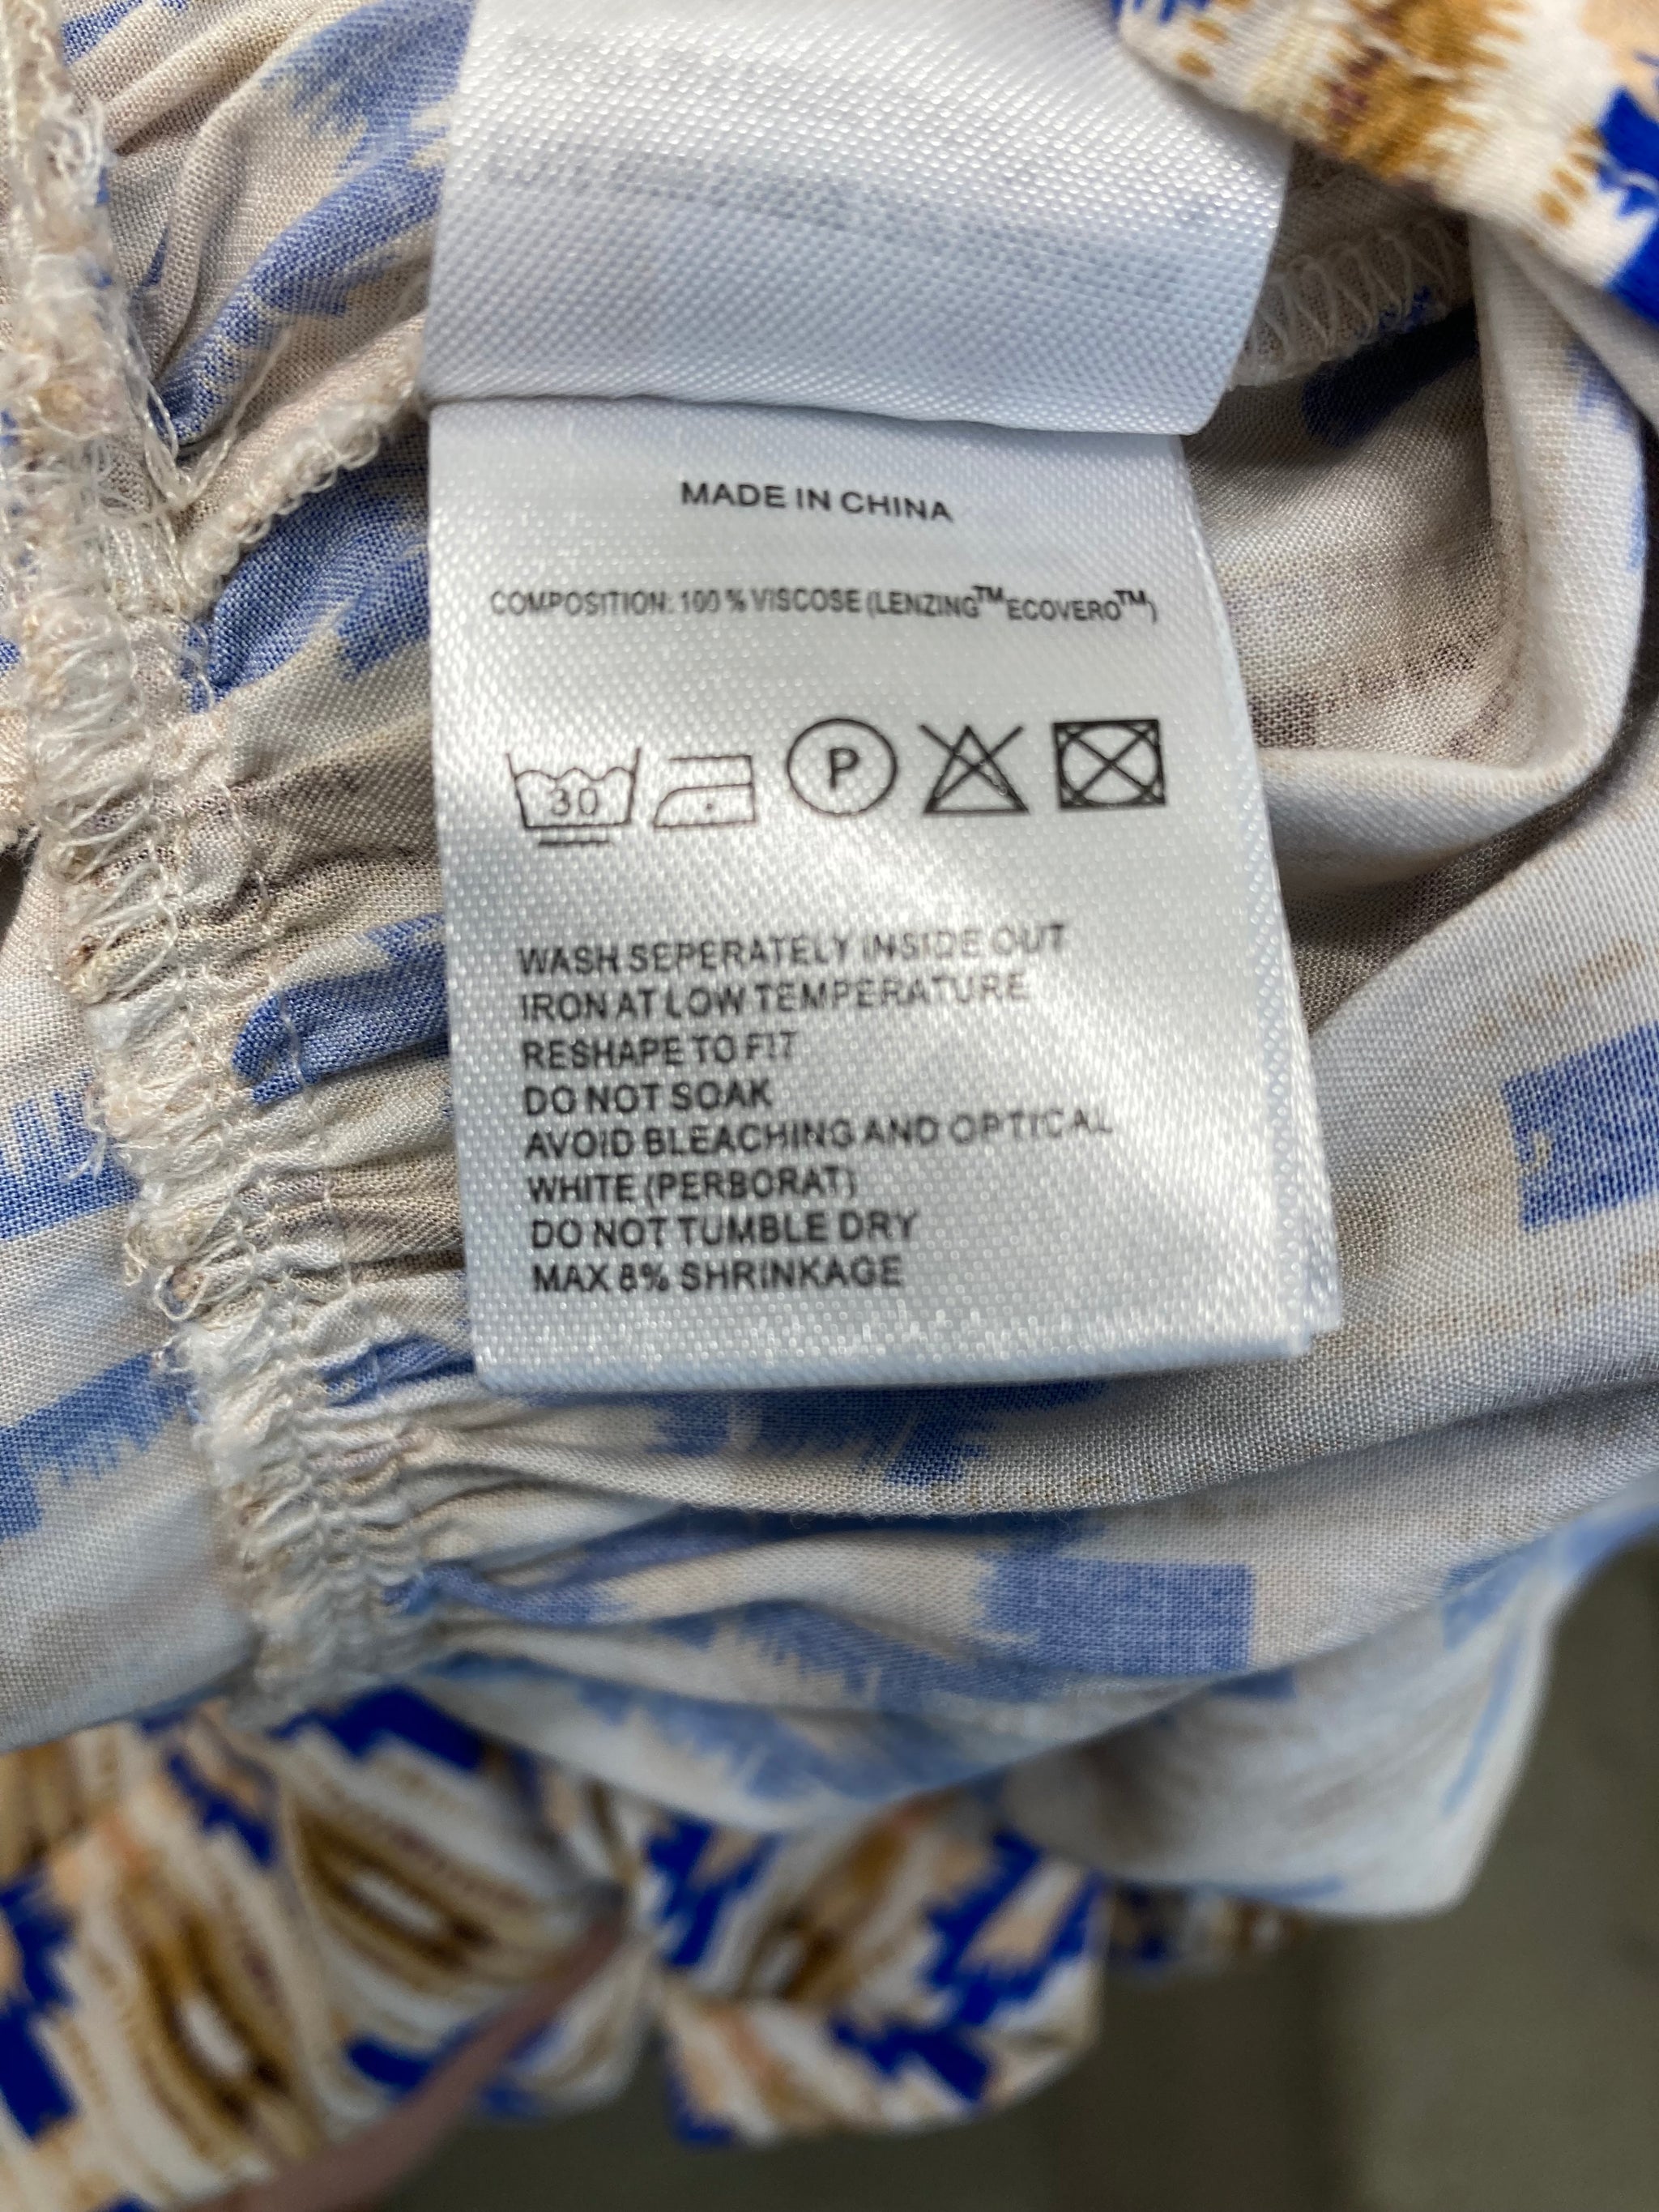 MADE IN CHINA
COMPOSITION: 100 % VISCOSE (LENZING™ ECOVERO™)
30 P
WASH SEPERATELY INSIDE OUT
IRON AT LOW TEMPERATURE
RESHAPE TO FIT
DO NOT SOAK
AVOID BLEACHING AND OPTICAL
WHITE (PERBORAT)
DO NOT TUMBLE DRY
MAX 8% SHRINKAGE